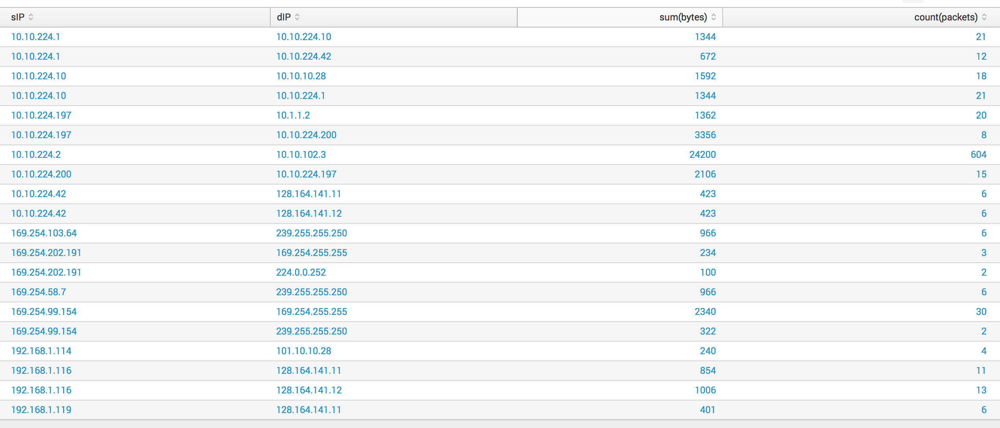 sIP dIP sum(bytes) count(packets)
10.10.224.1 10.10.224.10 1344 21
10.10.224.1 10.10.224.42 672 12
10.10.224.10 10.10.10.28 1592 18
10.10.224.10 10.10.224.1 1344 21
10.10.224.197 10.1.1.2 1362 20
10.10.224.197 10.10.224.200 3356 8
10.10.224.2 10.10.102.3 24200 604
10.10.224.200 10.10.224.197 2106 15
10.10.224.42 128.164.141.11 423 6
10.10.224.42 128.164.141.12 423 6
169.254.103.64 239.255.255.250 966 6
169.254.202.191 169.254.255.255 234 3
169.254.202.191 224.0.0.252 100 2
169.254.58.7 239.255.255.250 966 6
169.254.99.154 169.254.255.255 2340 30
169.254.99.154 239.255.255.250 322 2
192.168.1.114 101.10.10.28 240 4
192.168.1.116 128.164.141.11 854 11
192.168.1.116 128.164.141.12 1006 13
192.168.1.119 128.164.141.11 401 6